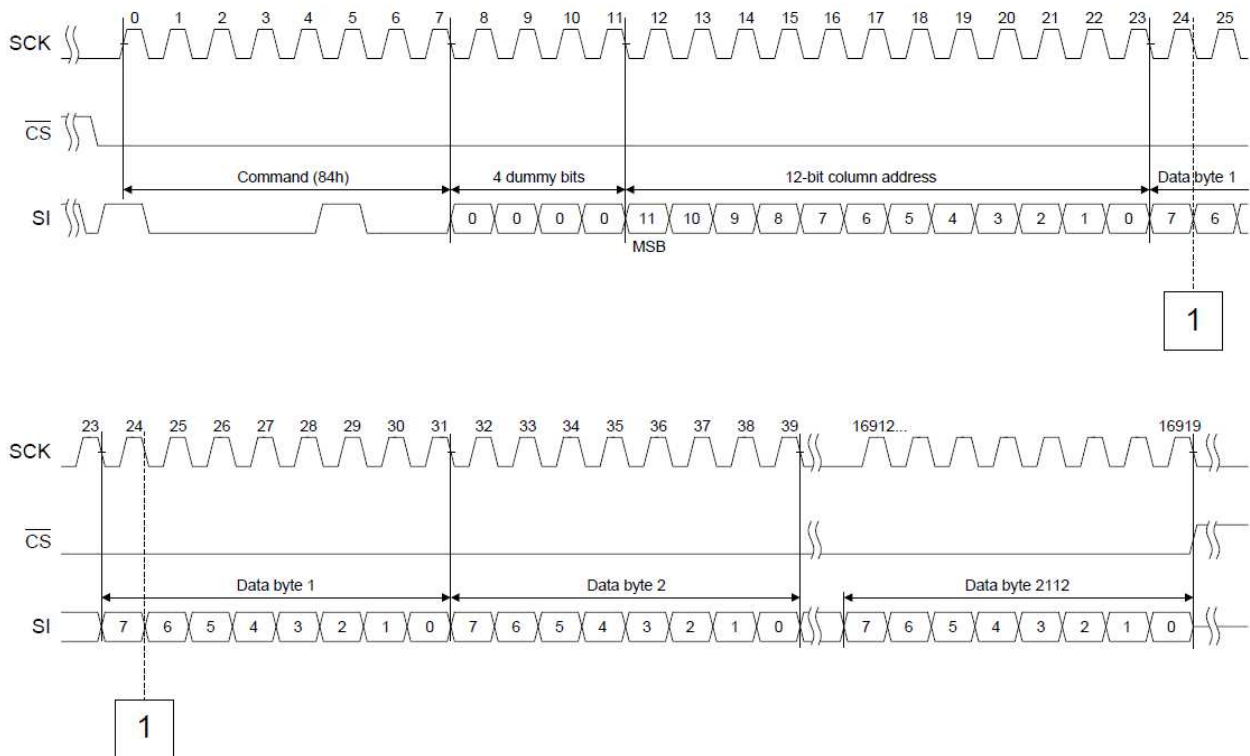 0 1 2 3 4 5 6 7 8 9 10 11 12 13 14 15 16 17 18 19 20 21 22 23 24 25
SCK
CS
Command (84h) 4 dummy bits 12-bit column address Data byte 1
SI 0 0 0 0 11 10 9 8 7 6 5 4 3 2 1 0 7 6
MSB
1
23 24 25 26 27 28 29 30 31 32 33 34 35 36 37 38 39 16912... 16919
SCK
CS
Data byte 1 Data byte 2 Data byte 2112
SI 7 6 5 4 3 2 1 0 7 6 5 4 3 2 1 0 7 6 5 4 3 2 1 0
1